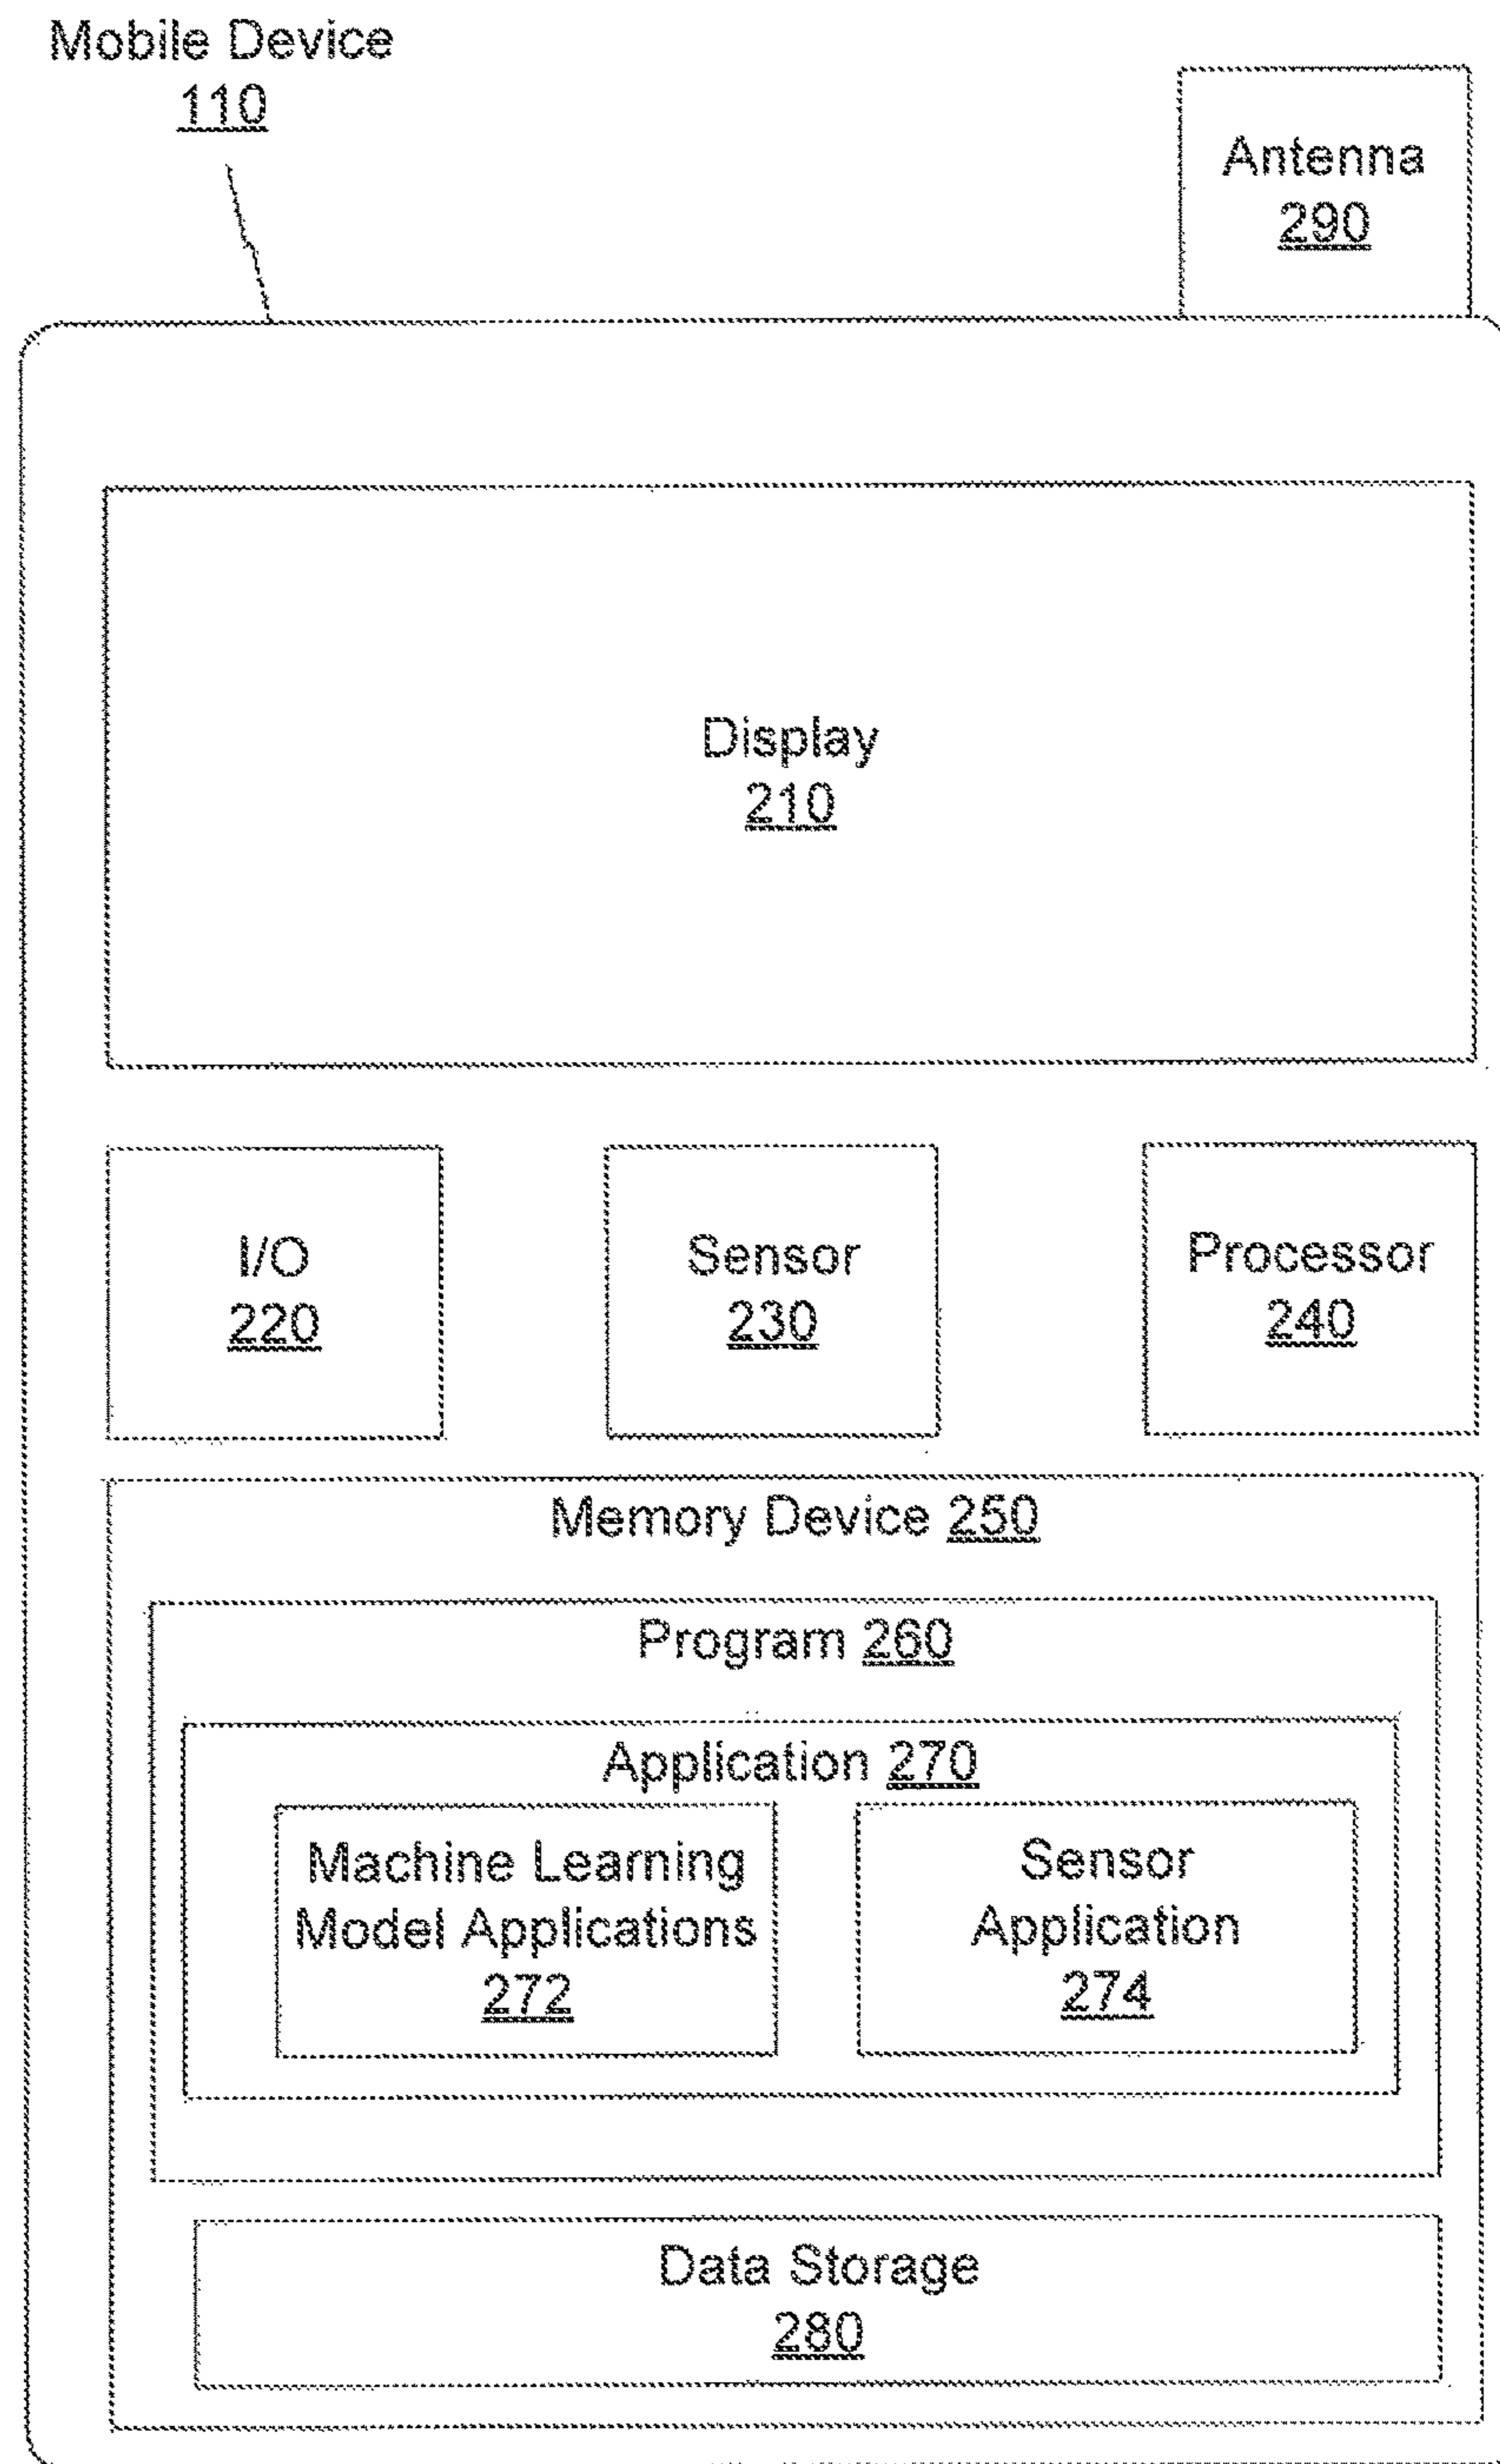 Mobile Device
110
Antenna
290
Display
210
I/O
220
Sensor
230
Processor
240
Memory Device 250
Program 260
Application 270
Machine Learning
Model Applications
272
Sensor
Application
274
Data Storage
280